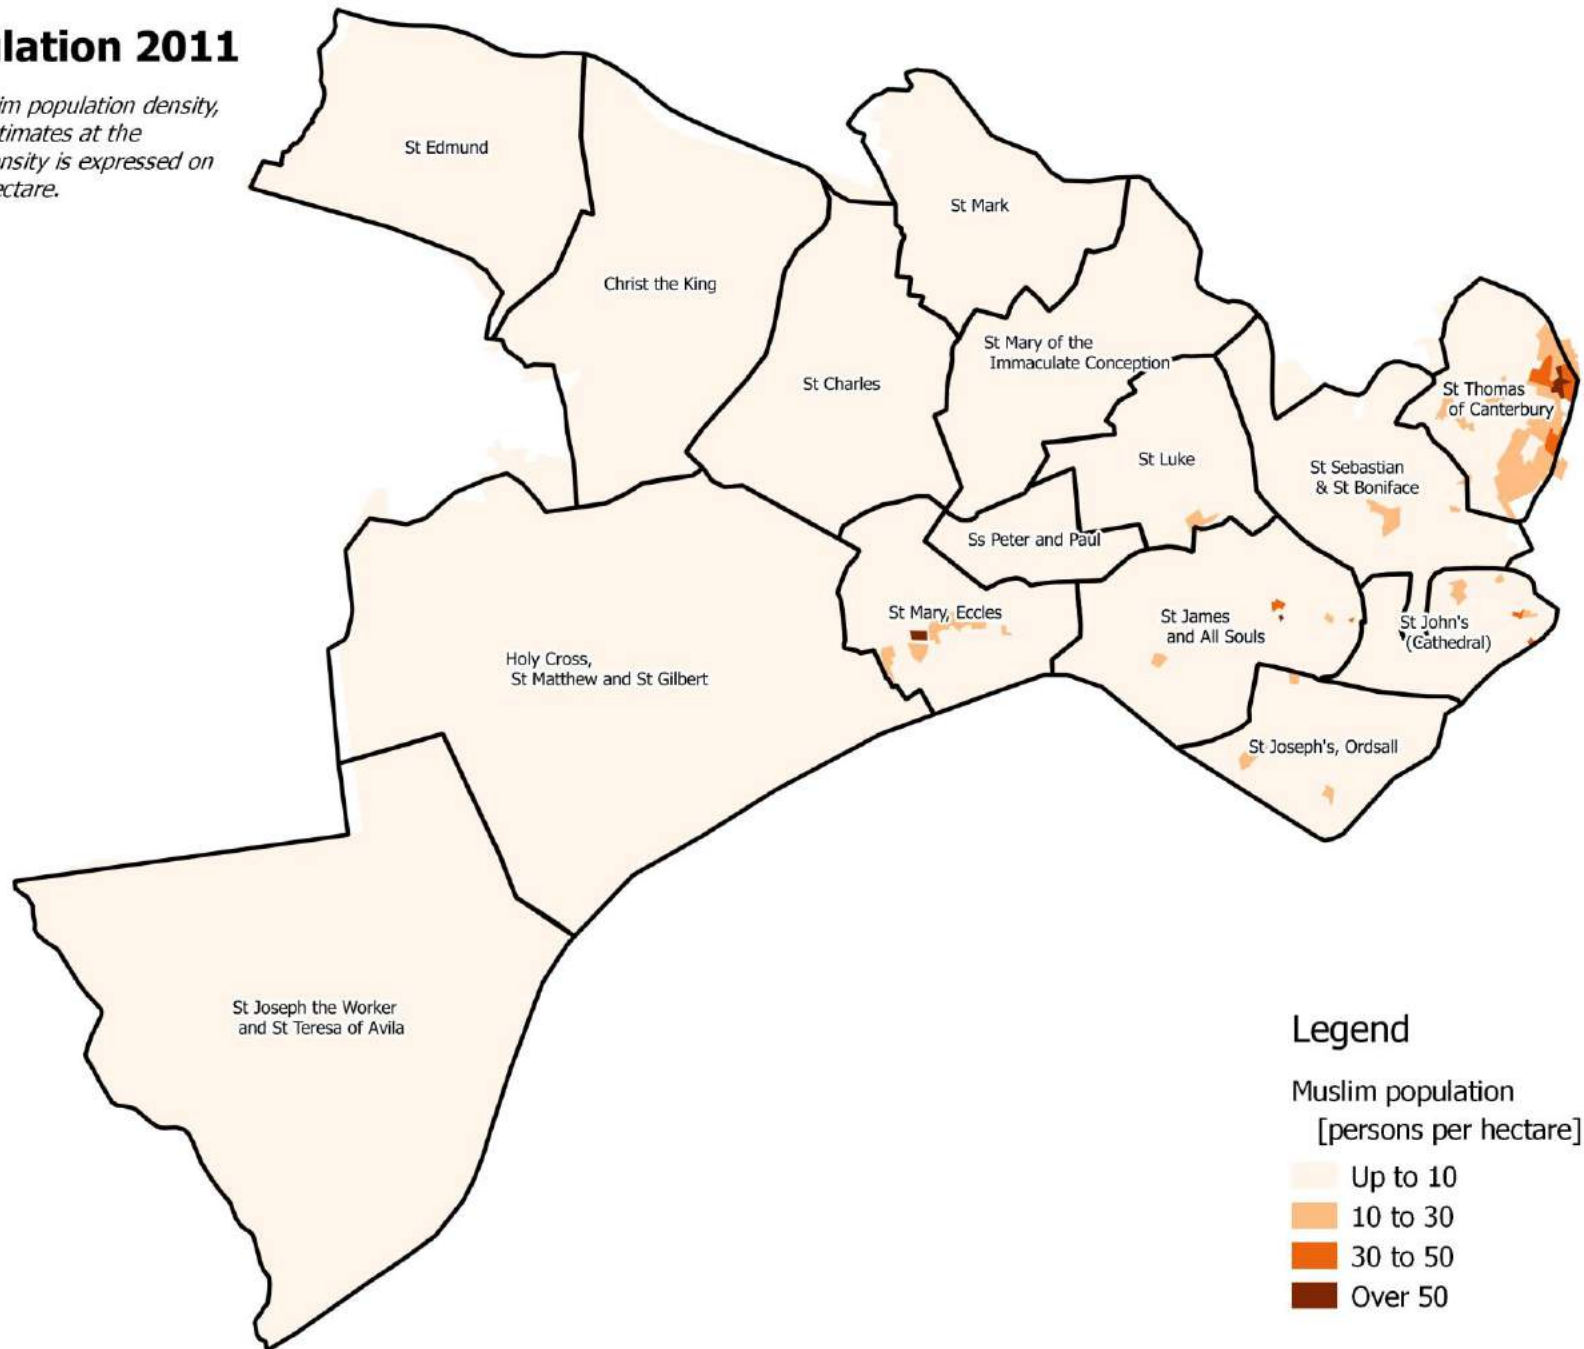 lation 2011
im population density,
timates at the
nsity is expressed on
ectare.
St Edmund
St Mark
Christ the King
St Mary of the
Immaculate Conception
St Charles
St Thomas
of Canterbury
St Luke
St Sebastian
& St Boniface
Ss Peter and Paul
St Mary, Eccles
St James
and All Souls
St John's
(Cathedral)
Holy Cross,
St Matthew and St Gilbert
St Joseph's, Ordsall
St Joseph the Worker
and St Teresa of Avila
Legend
Muslim population
[persons per hectare]
Up to 10
10 to 30
30 to 50
Over 50